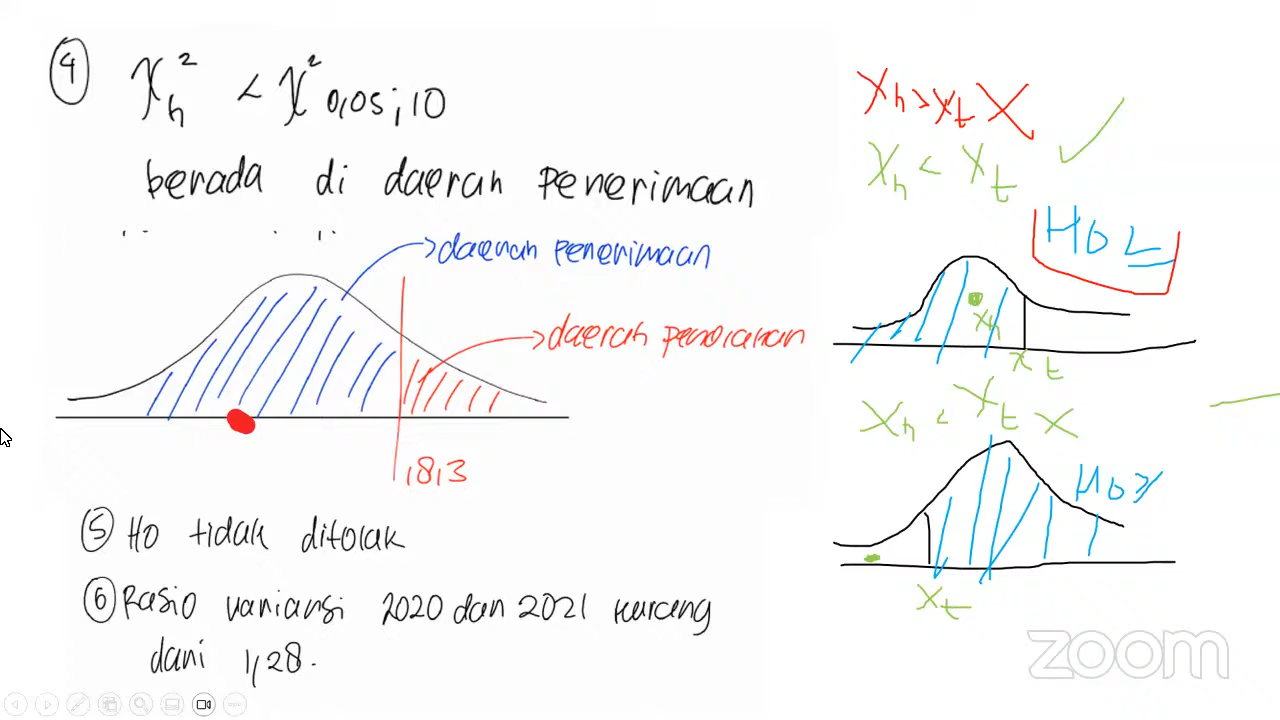 ④ χ²h < χ² 0,05;10
berada di daerah penerimaan
daerah penerimaan
daerah penolakan
18,3
⑤ Ho tidak ditolak
⑥ Rasio variansi 2020 dan 2021 kurang
dari 1,28.
Xh > Xt X
Xh < Xt ✓
Ho ≤
Xh
Xt
Xh < Xt X
Ho ≥
Xt
zoom